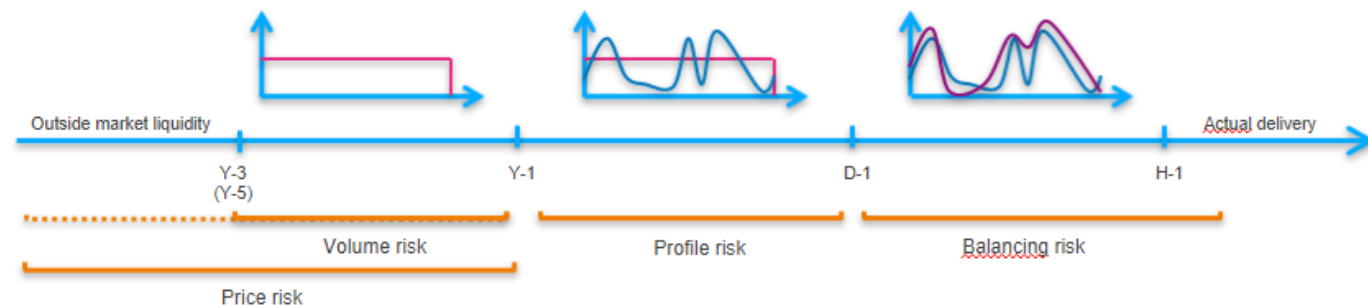 Outside market liquidity
Actual delivery
Y-3
(Y-5)
Y-1
D-1
H-1
Volume risk
Profile risk
Balancing risk
Price risk